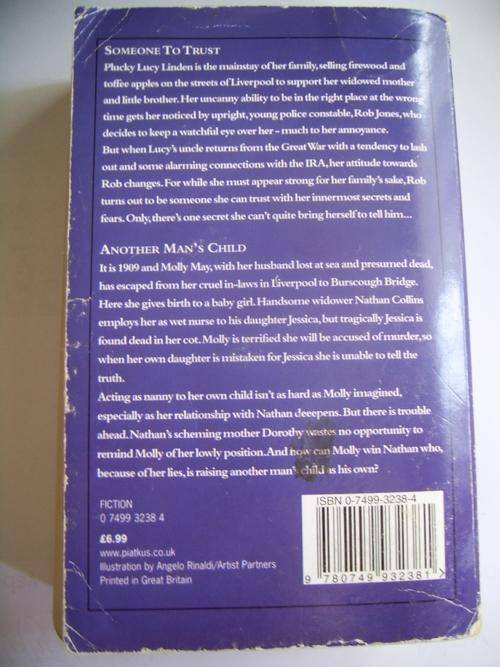 SOMEONE TO TRUST
Plucky Lucy Linden is the mainstay of her family, selling firewood and
toffee apples on the streets of Liverpool to support her widowed mother
and little brother. Her uncanny ability to be in the right place at the wrong
time gets her noticed by upright, young police constable, Rob Jones, who
decides to keep a watchful eye over her – much to her annoyance.
But when Lucy's uncle returns from the Great War with a tendency to lash
out and some alarming connections with the IRA, her attitude towards
Rob changes. For while she must appear strong for her family's sake, Rob
turns out to be someone she can trust with her innermost secrets and
fears. Only, there's one secret she can't quite bring herself to tell him...
ANOTHER MAN'S CHILD
It is 1909 and Molly May, with her husband lost at sea and presumed dead,
has escaped from her cruel in-laws in Liverpool to Burscough Bridge.
Here she gives birth to a baby girl. Handsome widower Nathan Collins
employs her as wet nurse to his daughter Jessica, but tragically Jessica is
found dead in her cot. Molly is terrified she will be accused of murder, so
when her own daughter is mistaken for Jessica she is unable to tell the
truth.
Acting as nanny to her own child isn't as hard as Molly imagined,
especially as her relationship with Nathan deeepens. But there is trouble
ahead. Nathan's scheming mother Dorothy wastes no opportunity to
remind Molly of her lowly position. And how can Molly win Nathan who,
because of her lies, is raising another man's child as his own?
FICTION
0 7499 3238 4
£6.99
www.piatkus.co.uk
Illustration by Angelo Rinaldi/Artist Partners
Printed in Great Britain
ISBN 0-7499-3238-4
9 780749 932381